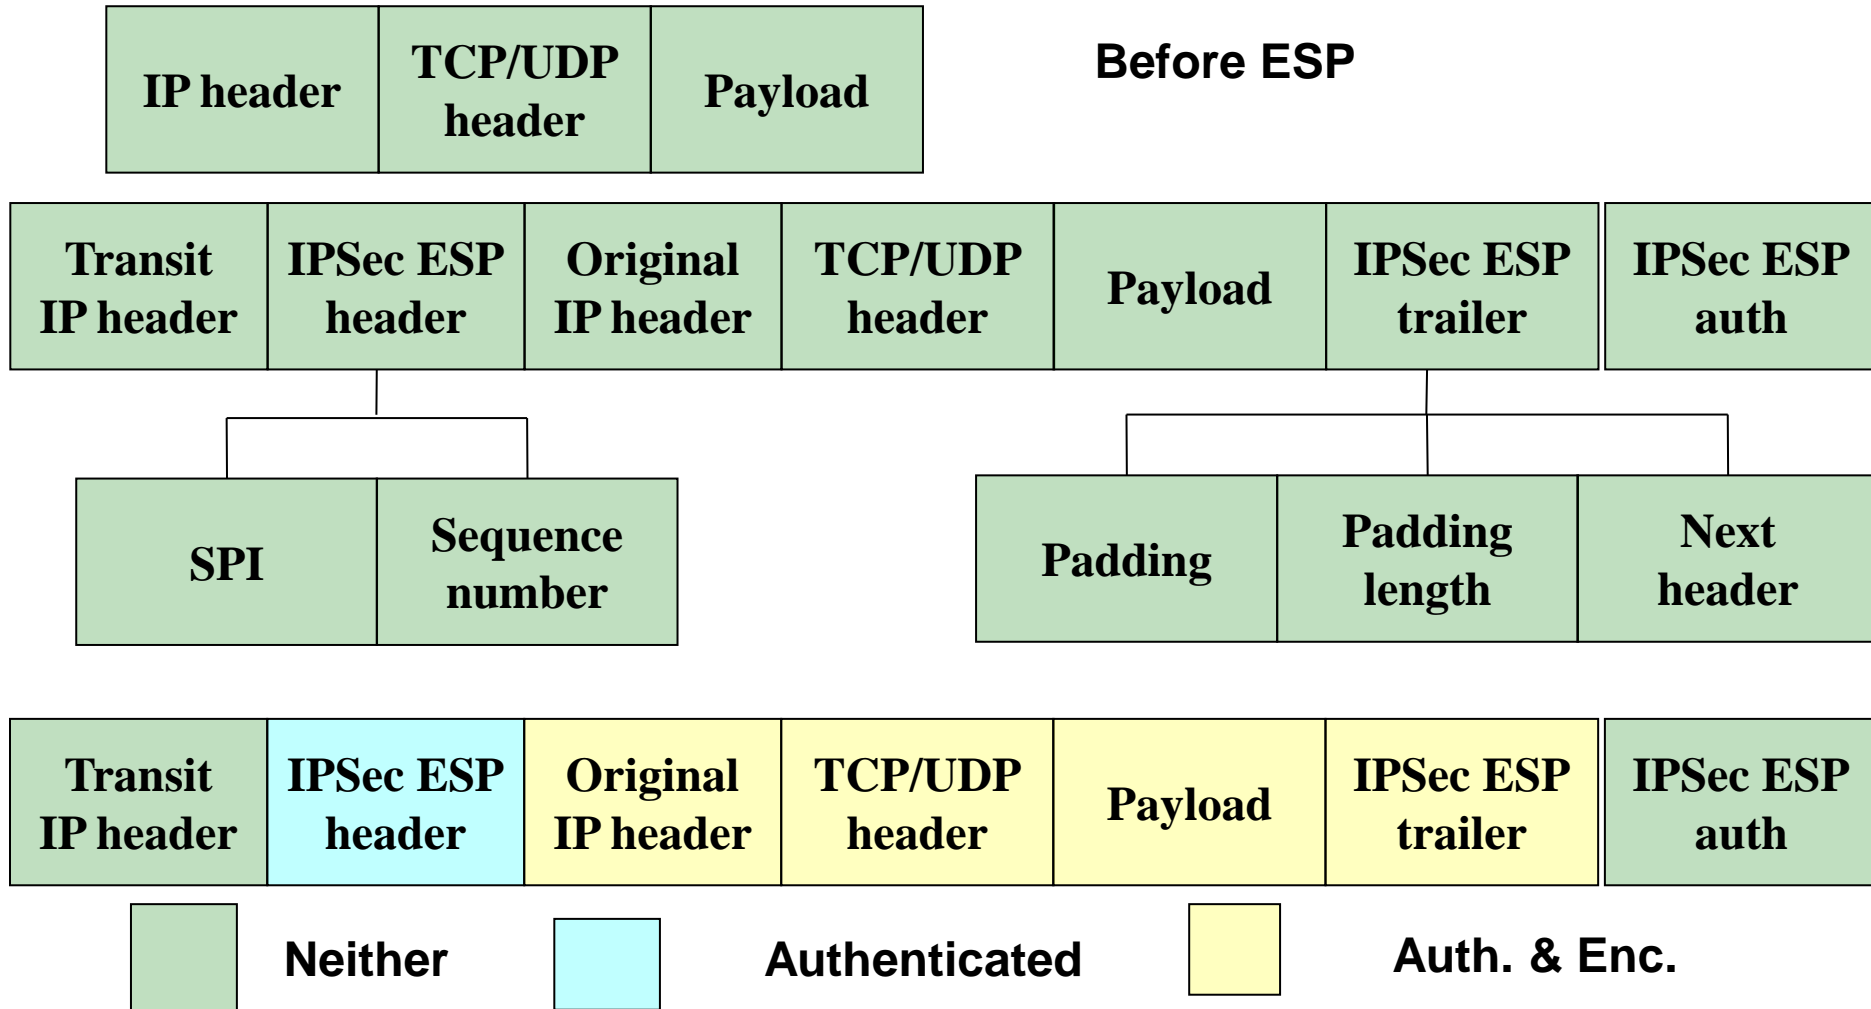 IP header
TCP/UDP
header
Payload
Before ESP
Transit
IP header
IPSec ESP
header
Original
IP header
TCP/UDP
header
Payload
IPSec ESP
trailer
IPSec ESP
auth
SPI
Sequence
number
Padding
Padding
length
Next
header
Transit
IP header
IPSec ESP
header
Original
IP header
TCP/UDP
header
Payload
IPSec ESP
trailer
IPSec ESP
auth
Neither
Authenticated
Auth. & Enc.